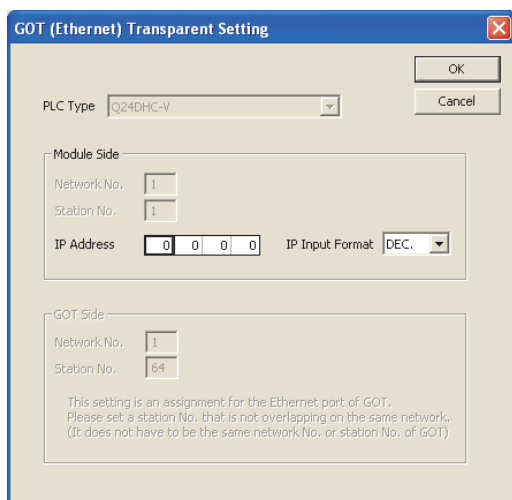 GOT (Ethernet) Transparent Setting
OK
PLC Type Q24DHC-V
Cancel
Module Side
Network No. 1
Station No. 1
IP Address 0 0 0 0 IP Input Format DEC.
GOT Side
Network No. 1
Station No. 64
This setting is an assignment for the Ethernet port of GOT.
Please set a station No. that is not overlapping on the same network.
(It does not have to be the same network No. or station No. of GOT)